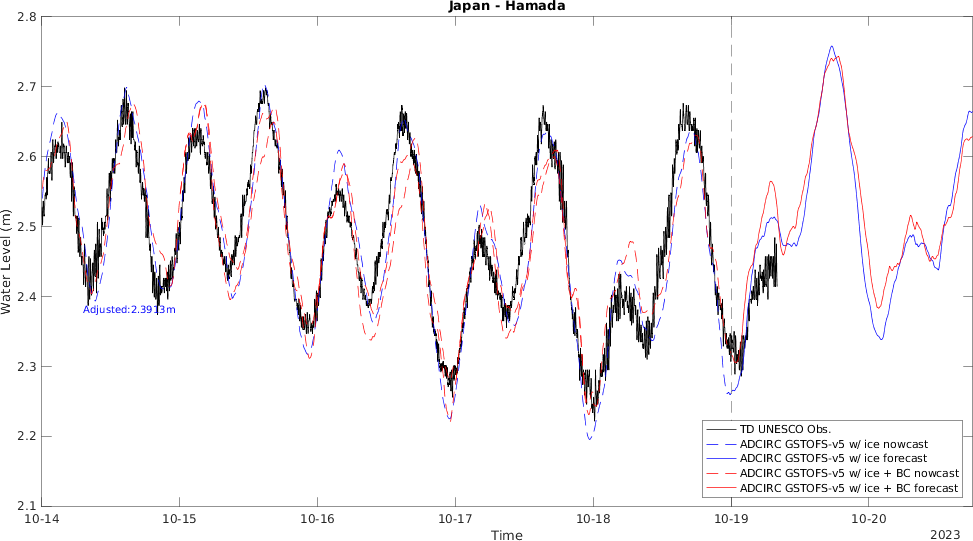 Japan - Hamada
2.8
2.7
2.6
2.5
2.4
2.3
2.2
2.1
Water Level (m)
Adjusted:2.3913m
TD UNESCO Obs.
ADCIRC GSTOFS-v5 w/ ice nowcast
ADCIRC GSTOFS-v5 w/ ice forecast
ADCIRC GSTOFS-v5 w/ ice + BC nowcast
ADCIRC GSTOFS-v5 w/ ice + BC forecast
10-14 10-15 10-16 10-17 10-18 10-19 10-20
Time
2023